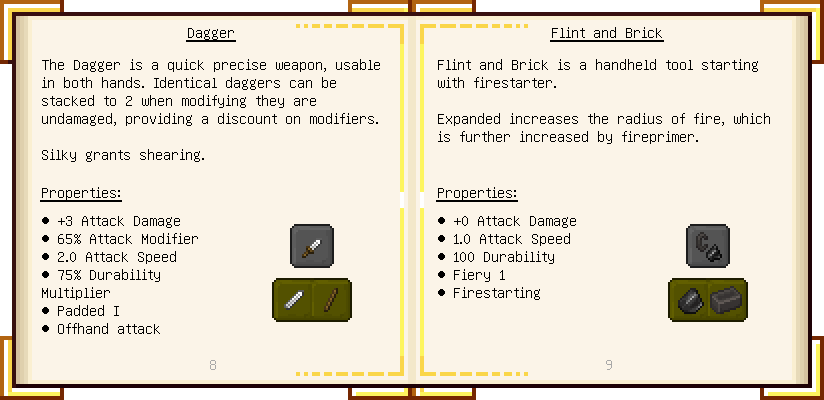 Dagger
The Dagger is a quick precise weapon, usable
in both hands. Identical daggers can be
stacked to 2 when modifying they are
undamaged, providing a discount on modifiers.
Silky grants shearing.
Properties:
● +3 Attack Damage
● 65% Attack Modifier
● 2.0 Attack Speed
● 75% Durability
Multiplier
● Padded I
● Offhand attack
8
Flint and Brick
Flint and Brick is a handheld tool starting
with firestarter.
Expanded increases the radius of fire, which
is further increased by fireprimer.
Properties:
● +0 Attack Damage
● 1.0 Attack Speed
● 100 Durability
● Fiery 1
● Firestarting
9